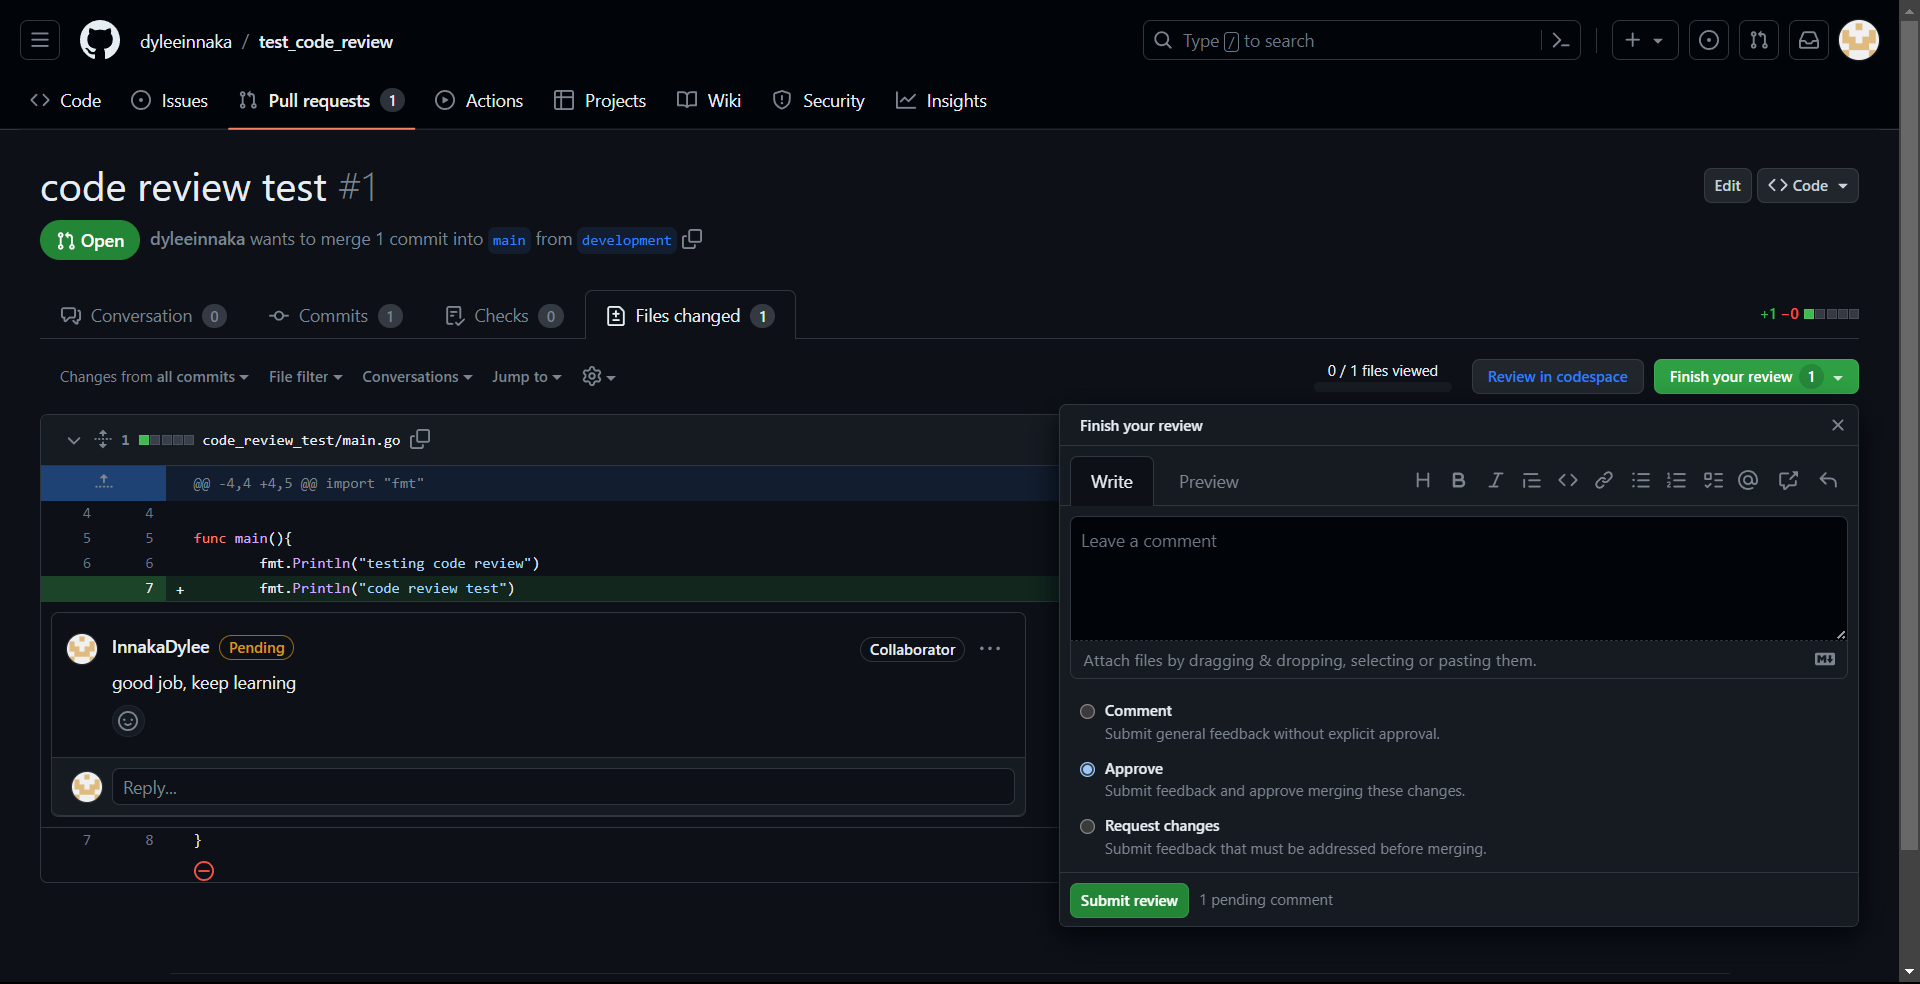 dyleeinnaka / test_code_review
Type / to search
Code Issues Pull requests 1 Actions Projects Wiki Security Insights
code review test #1
Edit <> Code
Open dyleeinnaka wants to merge 1 commit into main from development
Conversation 0 Commits 1 Checks 0 Files changed 1
+1 −0
Changes from all commits File filter Conversations Jump to
0 / 1 files viewed
Review in codespace
Finish your review 1
1 code_review_test/main.go
@@ -4,4 +4,5 @@ import "fmt"
4 4
5 5 func main(){
6 6 fmt.Println("testing code review")
7 + fmt.Println("code review test")
InnakaDylee Pending Collaborator
good job, keep learning
Reply...
7 8 }
Finish your review
Write Preview
Leave a comment
Attach files by dragging & dropping, selecting or pasting them.
Comment
Submit general feedback without explicit approval.
Approve
Submit feedback and approve merging these changes.
Request changes
Submit feedback that must be addressed before merging.
Submit review 1 pending comment